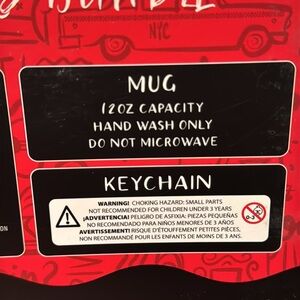 NYC
MUG
12OZ CAPACITY
HAND WASH ONLY
DO NOT MICROWAVE
KEYCHAIN
WARNING! CHOKING HAZARD: SMALL PARTS
NOT RECOMMENDED FOR CHILDREN UNDER 3 YEARS
¡ADVERTENCIA! PELIGRO DE ASFIXIA: PIEZAS PEQUEÑAS
NO RECOMENDADO PARA NIÑOS MENORES DE 3 AÑOS
AVERTISSEMENT! RISQUE D'ÉTOUFFEMENT PETITES PIÈCES,
NON RECOMMANDÉ POUR LES ENFANTS DE MOINS DE 3 ANS.
0-3